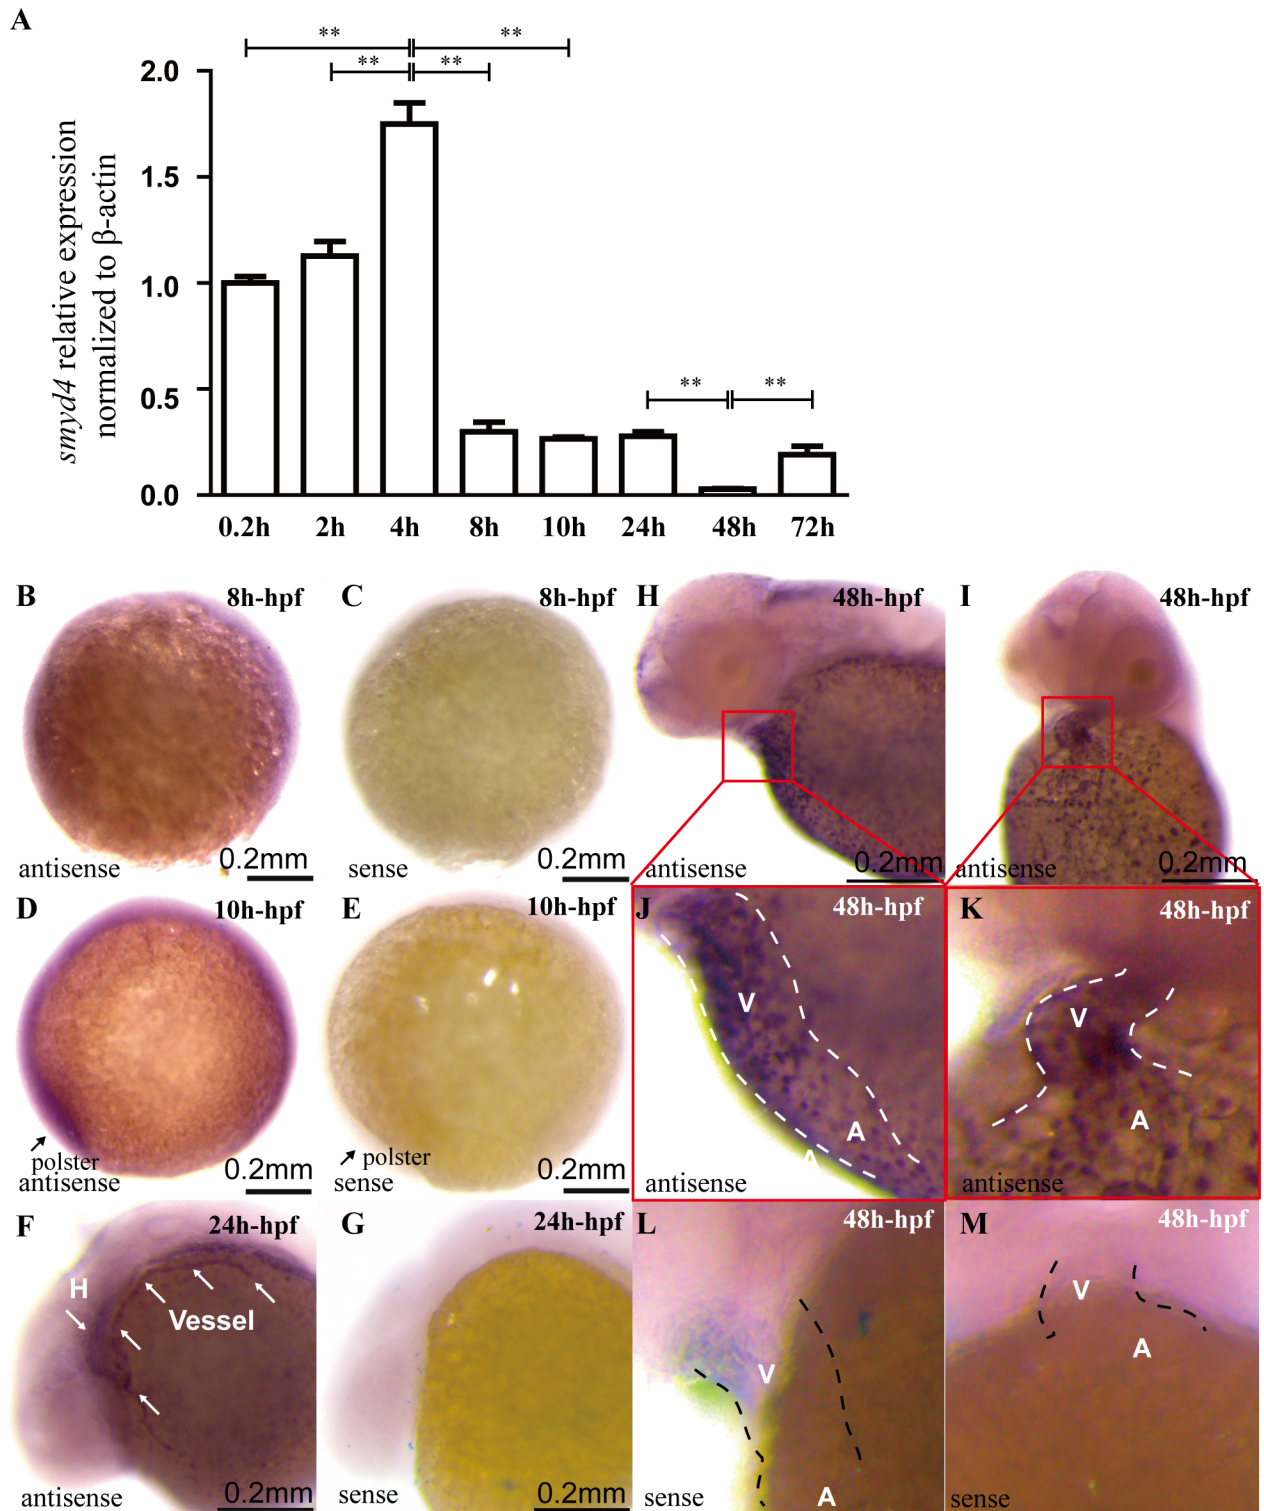 A
** **
** **
2.0
1.5
1.0
0.5
0.0
smyd4 relative expression
normalized to β-actin
** **
0.2h 2h 4h 8h 10h 24h 48h 72h
B 8h-hpf
antisense 0.2mm
C 8h-hpf
sense 0.2mm
H 48h-hpf
antisense 0.2mm
I 48h-hpf
antisense 0.2mm
D 10h-hpf
polster
antisense 0.2mm
E 10h-hpf
polster
sense 0.2mm
J 48h-hpf
V
A
A
antisense
K 48h-hpf
V
A
antisense
F 24h-hpf
H
Vessel
antisense 0.2mm
G 24h-hpf
sense 0.2mm
L 48h-hpf
V
A
sense
M 48h-hpf
V
A
sense